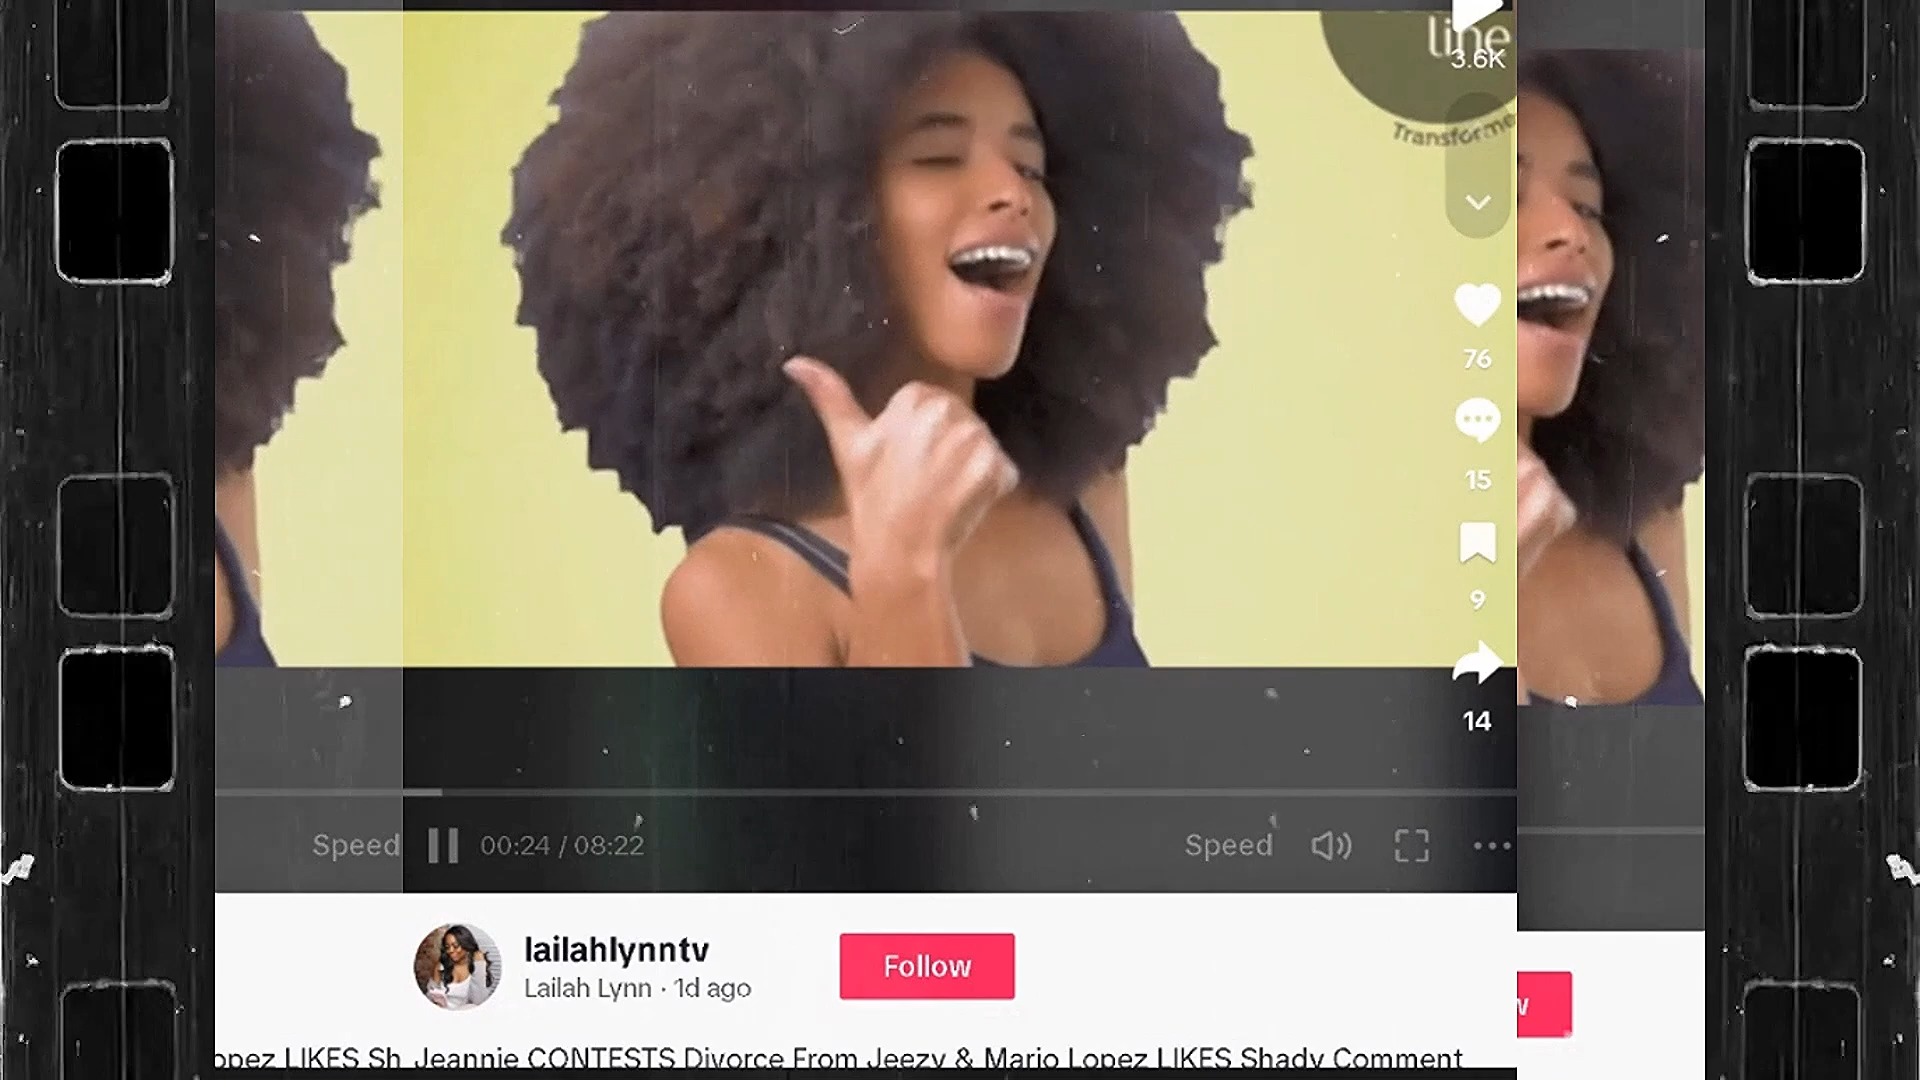 line
3.6K
Transforme
76
15
9
14
Speed
00:24 / 08:22
Speed
lailahlynntv
Follow
Lailah Lynn · 1d ago
w
opez LIKES Sh
Jeannie CONTESTS Divorce From Jeezy & Mario Lopez LIKES Shady Comment